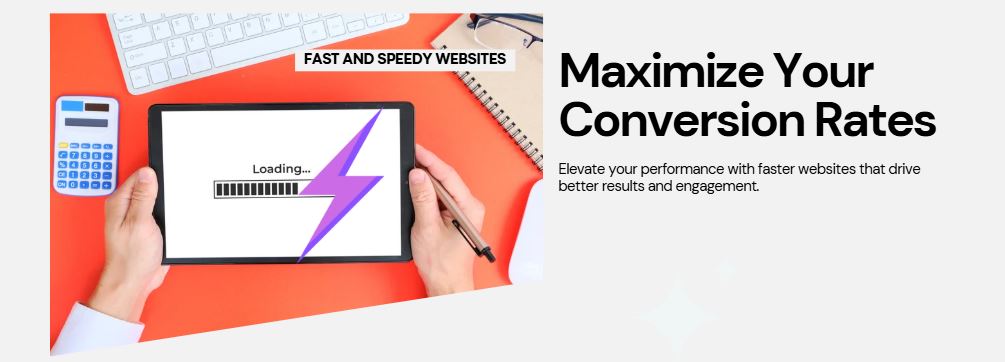 FAST AND SPEEDY WEBSITES
Loading...
Maximize Your
Conversion Rates
Elevate your performance with faster websites that drive
better results and engagement.